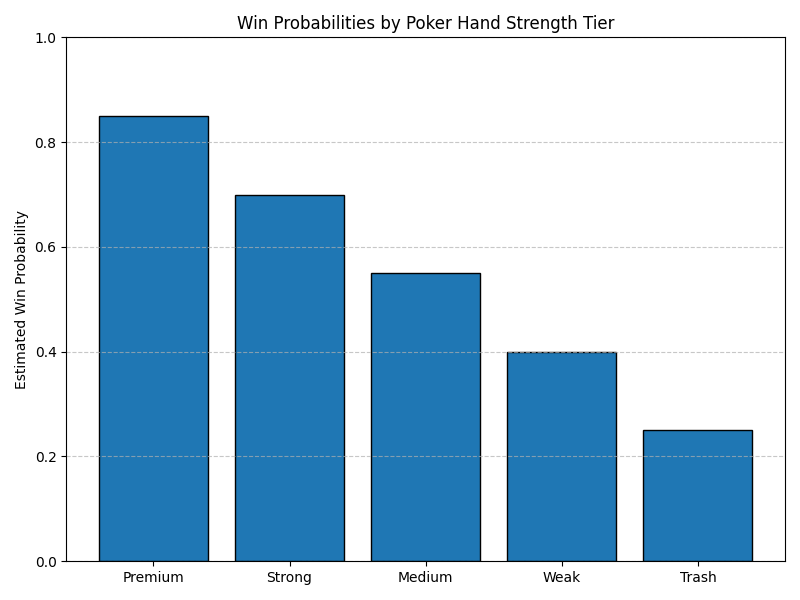 Win Probabilities by Poker Hand Strength Tier
Estimated Win Probability
1.0
0.8
0.6
0.4
0.2
0.0
Premium Strong Medium Weak Trash